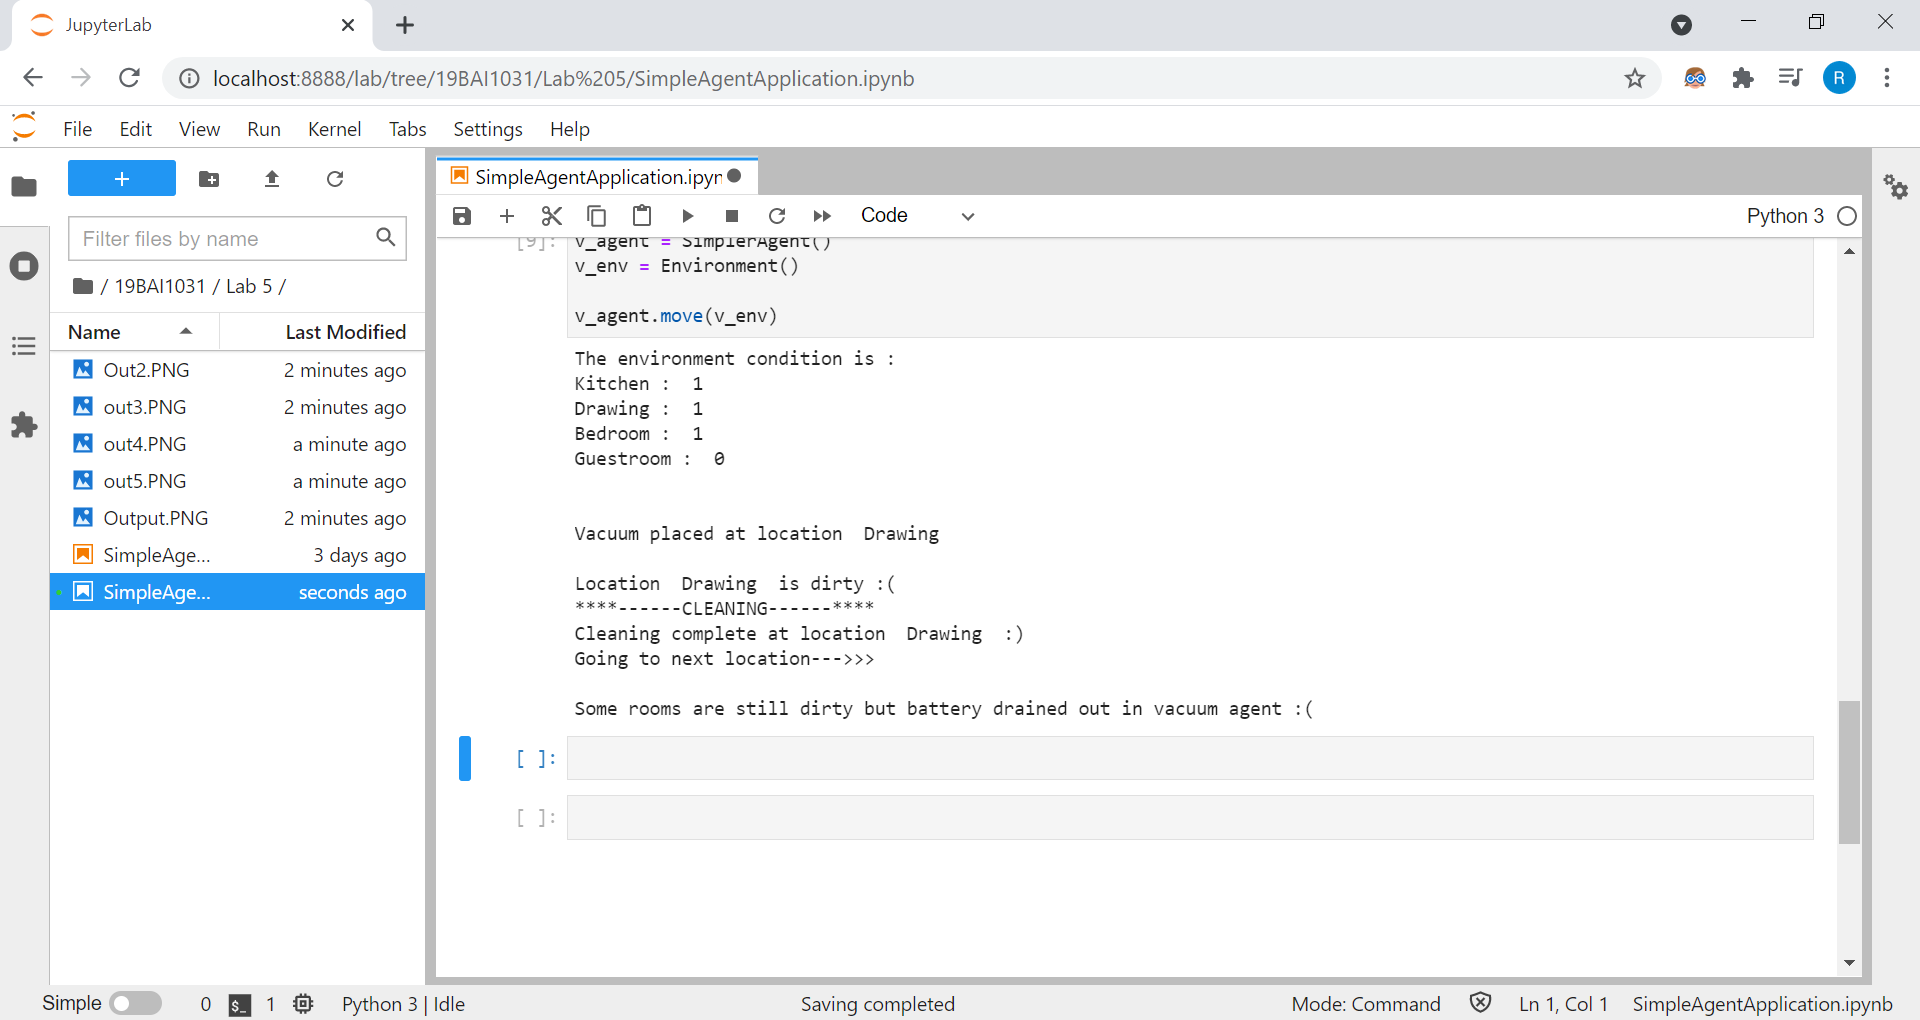 JupyterLab
localhost:8888/lab/tree/19BAI1031/Lab%205/SimpleAgentApplication.ipynb
R
File Edit View Run Kernel Tabs Settings Help
Filter files by name
/ 19BAI1031 / Lab 5 /
Name Last Modified
Out2.PNG 2 minutes ago
out3.PNG 2 minutes ago
out4.PNG a minute ago
out5.PNG a minute ago
Output.PNG 2 minutes ago
SimpleAge... 3 days ago
SimpleAge... seconds ago
SimpleAgentApplication.ipyn
Code
Python 3
[9]: v_agent = SimplerAgent()
v_env = Environment()
v_agent.move(v_env)
The environment condition is :
Kitchen :  1
Drawing :  1
Bedroom :  1
Guestroom :  0
Vacuum placed at location  Drawing
Location  Drawing  is dirty :(
****------CLEANING------****
Cleaning complete at location  Drawing  :)
Going to next location--->>>
Some rooms are still dirty but battery drained out in vacuum agent :(
[ ]:
[ ]:
Simple 0 $_ 1 Python 3 | Idle Saving completed Mode: Command Ln 1, Col 1 SimpleAgentApplication.ipynb